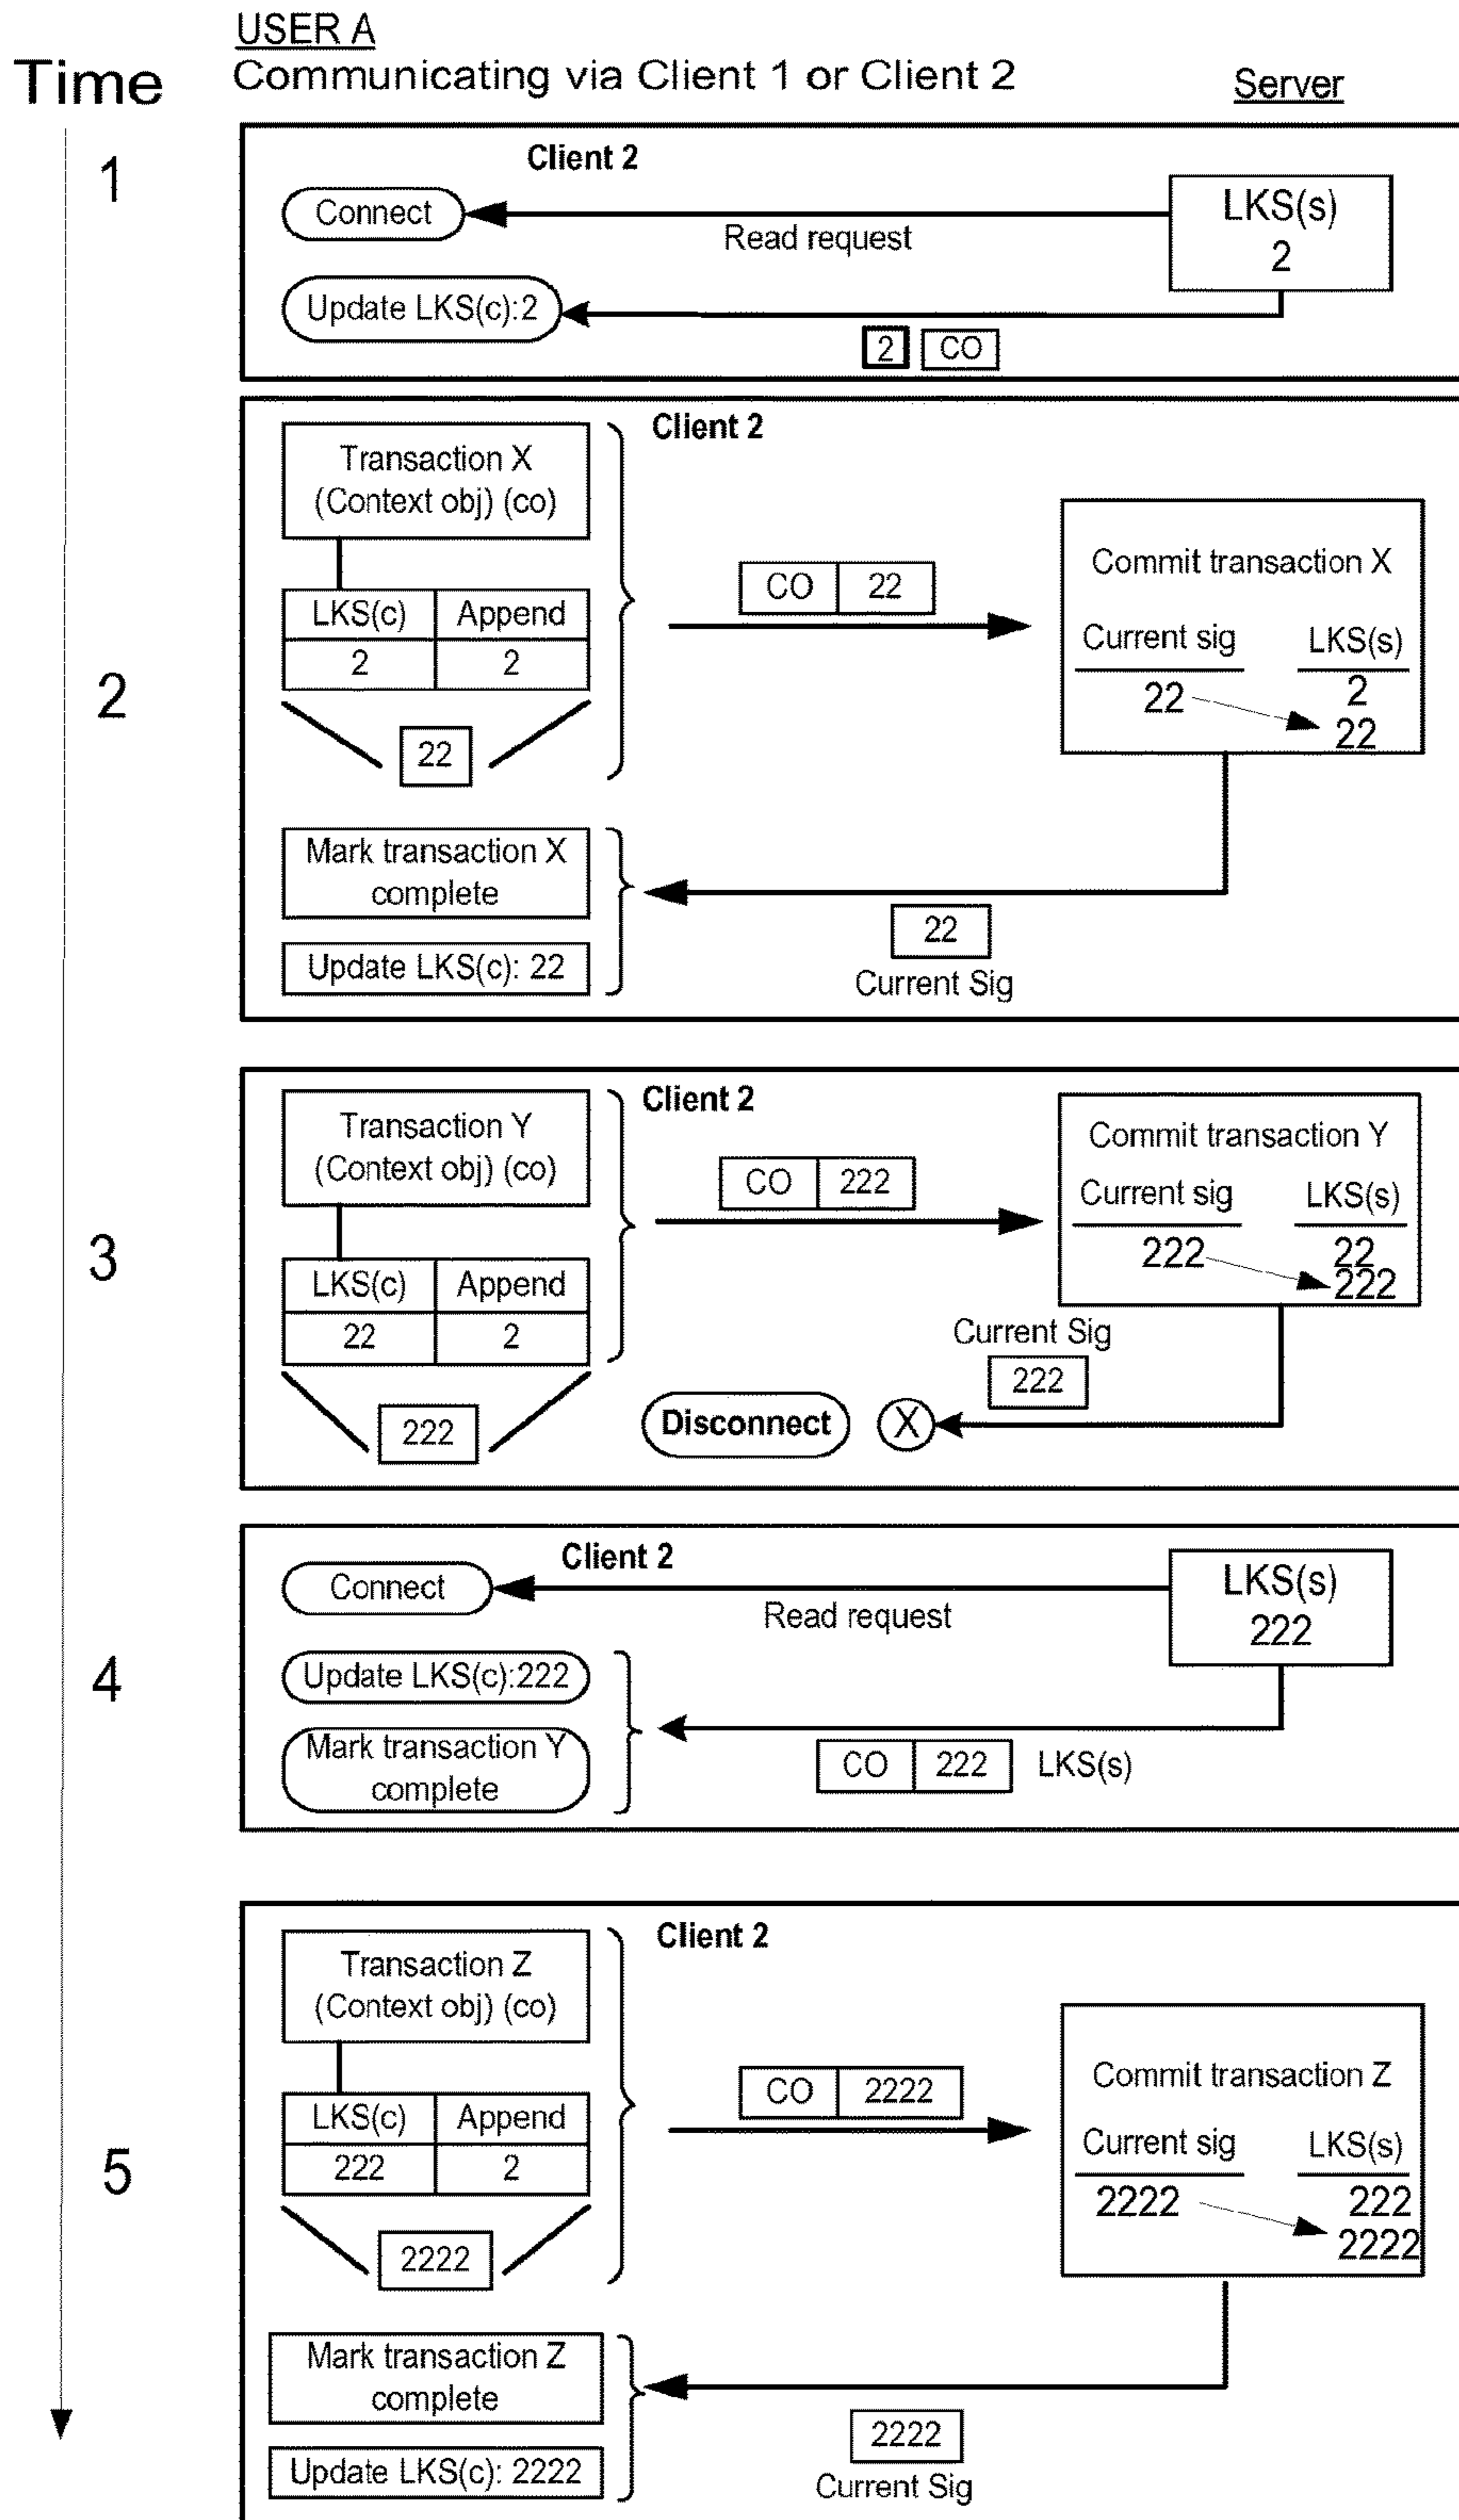 USER A
Time
Communicating via Client 1 or Client 2
Server
1
Client 2
Connect
Read request
LKS(s)
2
Update LKS(c):2
2
CO
2
Client 2
Transaction X
(Context obj) (co)
LKS(c)
Append
2
2
22
CO
22
Commit transaction X
Current sig
LKS(s)
22
2
22
Mark transaction X
complete
Update LKS(c): 22
22
Current Sig
3
Client 2
Transaction Y
(Context obj) (co)
LKS(c)
Append
22
2
222
CO
222
Commit transaction Y
Current sig
LKS(s)
222
22
222
Current Sig
222
Disconnect
X
4
Client 2
Connect
Read request
LKS(s)
222
Update LKS(c):222
Mark transaction Y
complete
CO
222
LKS(s)
5
Client 2
Transaction Z
(Context obj) (co)
LKS(c)
Append
222
2
2222
CO
2222
Commit transaction Z
Current sig
LKS(s)
2222
222
2222
Mark transaction Z
complete
Update LKS(c): 2222
2222
Current Sig